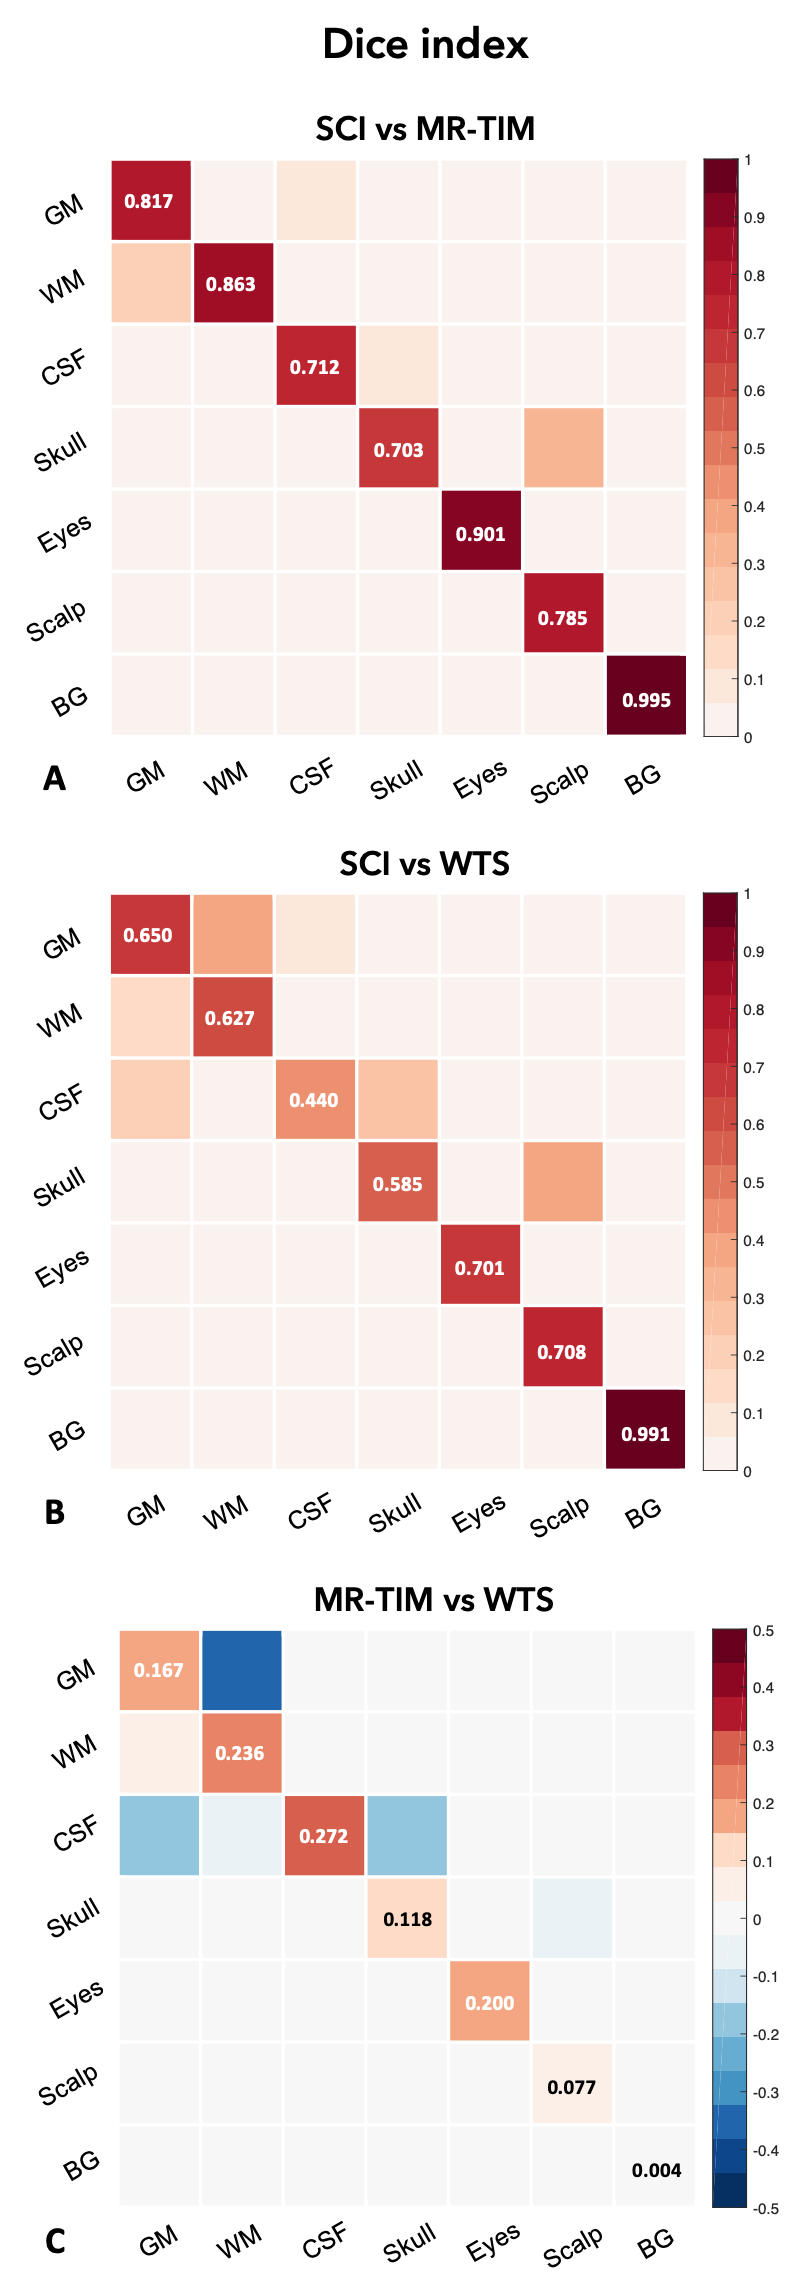 Dice index
SCI vs MR-TIM
GM 0.817 1
0.9
WM 0.863 0.8
CSF 0.712 0.7
0.6
Skull 0.703 0.5
0.4
Eyes 0.901 0.3
Scalp 0.785 0.2
0.1
BG 0.995 0
A GM WM CSF Skull Eyes Scalp BG
SCI vs WTS
GM 0.650 1
0.9
WM 0.627 0.8
CSF 0.440 0.7
0.6
Skull 0.585 0.5
0.4
Eyes 0.701 0.3
Scalp 0.708 0.2
0.1
BG 0.991 0
B GM WM CSF Skull Eyes Scalp BG
MR-TIM vs WTS
GM 0.167 0.5
0.4
WM 0.236 0.3
0.2
CSF 0.272 0.1
Skull 0.118 0
-0.1
Eyes 0.200 -0.2
Scalp 0.077 -0.3
-0.4
BG 0.004 -0.5
C GM WM CSF Skull Eyes Scalp BG